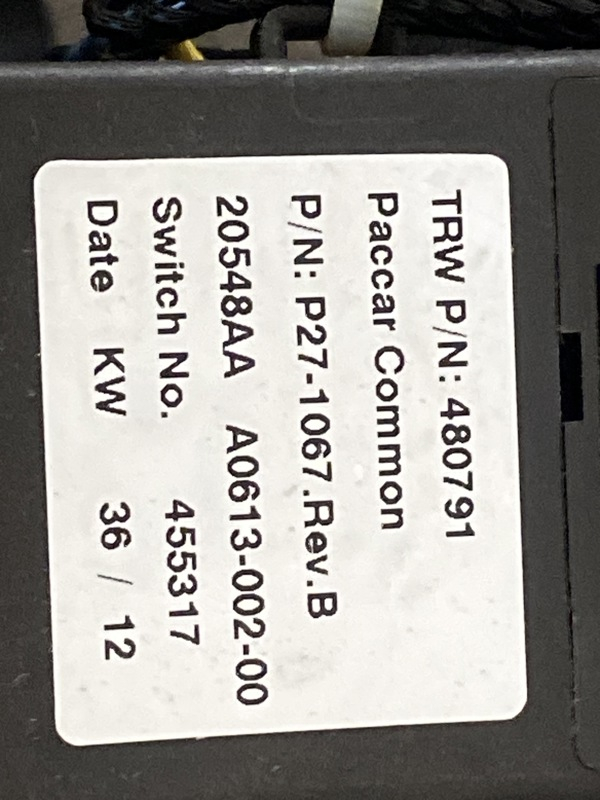 TRW P/N: 480791
Paccar Common
P/N: P27-1067.Rev.B
20548AA A0613-002-00
Switch No. 455317
Date KW 36 / 12